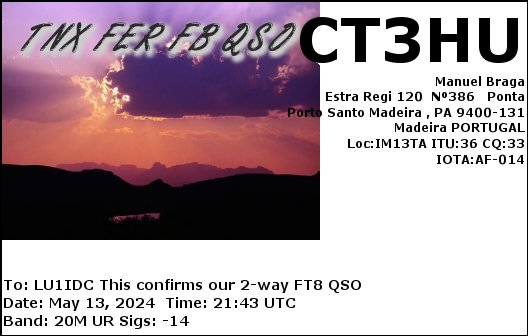 TNX FER FB QSO
CT3HU
Manuel Braga
Estra Regi 120 Nº386 Ponta
Porto Santo Madeira , PA 9400-131
Madeira PORTUGAL
Loc:IM13TA ITU:36 CQ:33
IOTA:AF-014
To: LU1IDC This confirms our 2-way FT8 QSO
Date: May 13, 2024 Time: 21:43 UTC
Band: 20M UR Sigs: -14